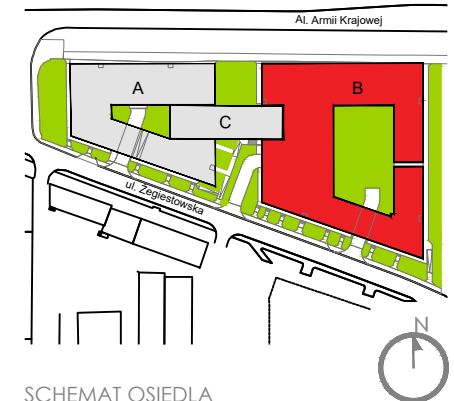 Al. Armii Krajowej
A
B
C
ul. Żegiestowska
N
SCHEMAT OSIEDLA